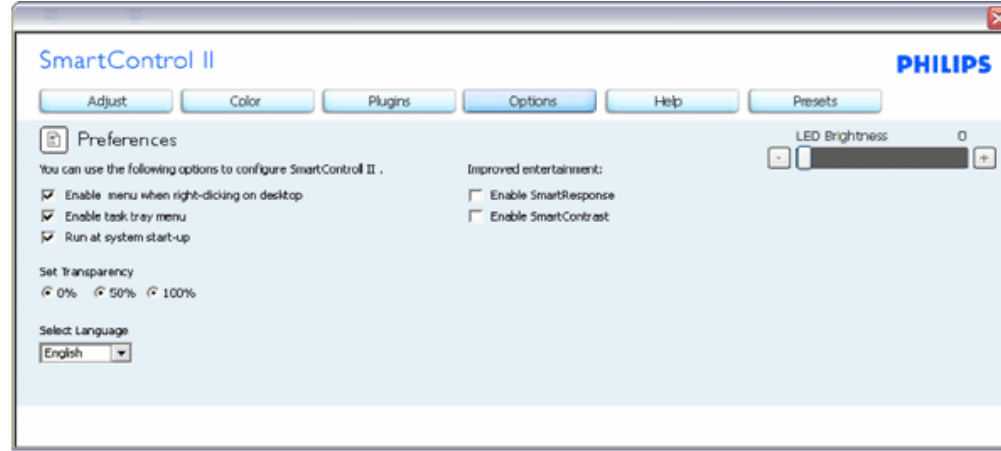 SmartControl II
PHILIPS
Adjust Color Plugins Options Help Presets
Preferences
LED Brightness 0
- +
You can use the following options to configure SmartControl II .
Improved entertainment:
Enable menu when right-clicking on desktop
Enable SmartResponse
Enable task tray menu
Enable SmartContrast
Run at system start-up
Set Transparency
0% 50% 100%
Select Language
English